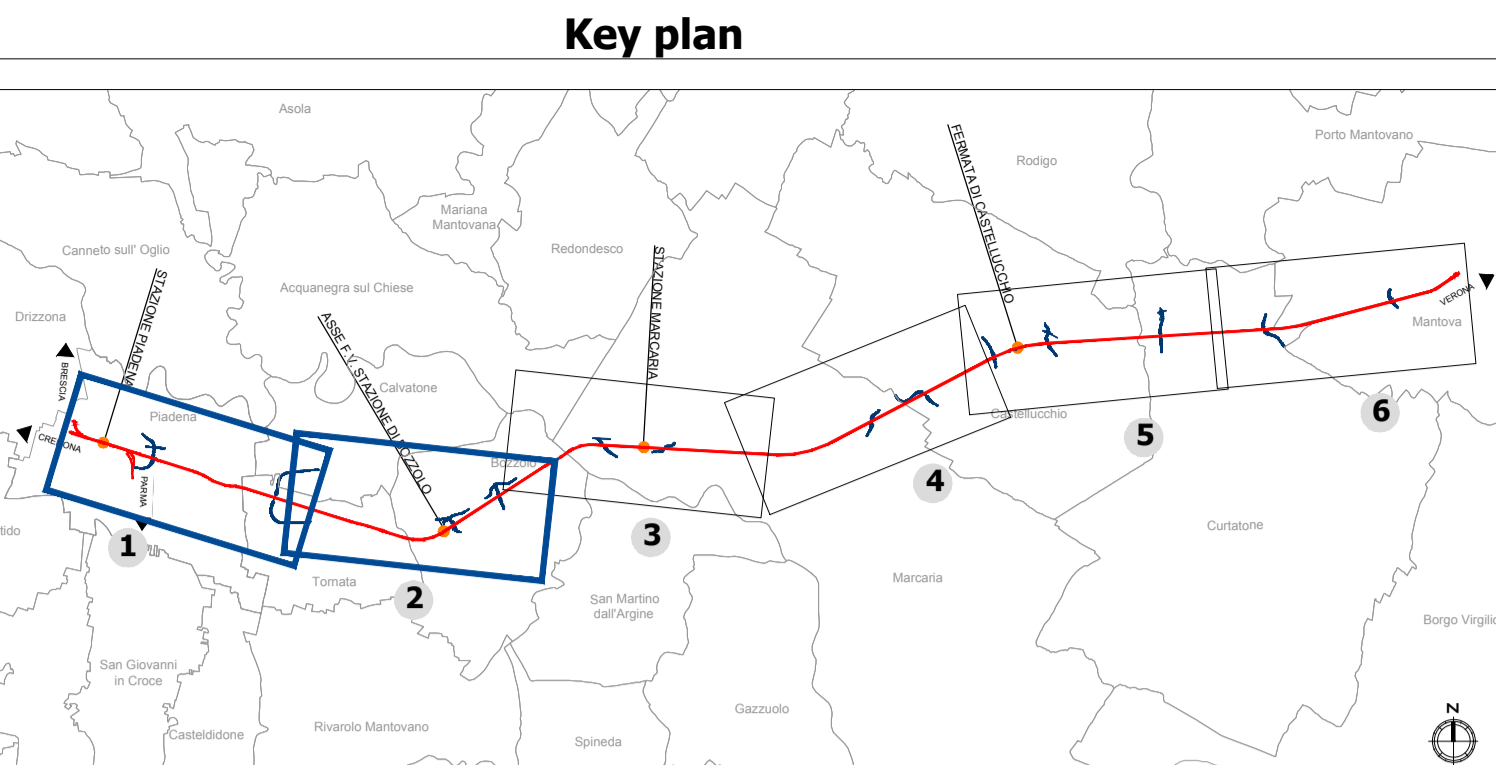 Key plan
Asola
Porto Mantovano
Rodigo
FERMATA DI CASTELLUCCHIO
Mariana
Mantovana
Canneto sull' Oglio
Redondesco
STAZIONE MARCARIA
STAZIONE PIADENA
Acquanegra sul Chiese
ASSE F.V. STAZIONE DI BOZZOLO
Drizzona
VERONA
Mantova
BRESCIA
Calvatone
Piadena
Castellucchio
CREMONA
Bozzolo
PARMA
1
2
3
4
5
6
tido
Curtatone
Tornata
Marcaria
San Martino
dall'Argine
Borgo Virgilio
San Giovanni
in Croce
Casteldidone
Rivarolo Mantovano
Gazzuolo
Spineda
N